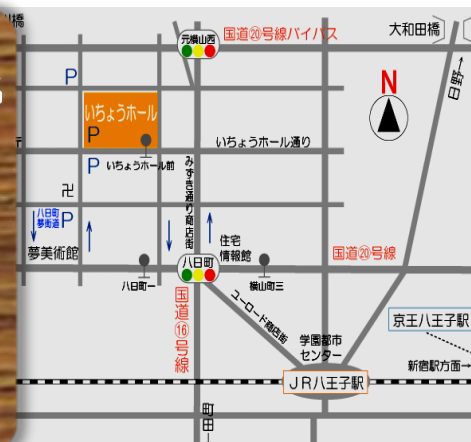 橋
元横山西
国道⑳号線バイパス
大和田橋
日野→
N
P
いちょうホール
P
P
いちょうホール前
いちょうホール通り
みずき通り商店街
卍
八日町
夢街道
P
夢美術館
住宅
情報館
国道⑳号線
八日町
八日町一
横山町三
国道⑯号線
ユーロード商店街
学園都市
センター
京王八王子駅
新宿駅方面→
JR八王子駅
町田→